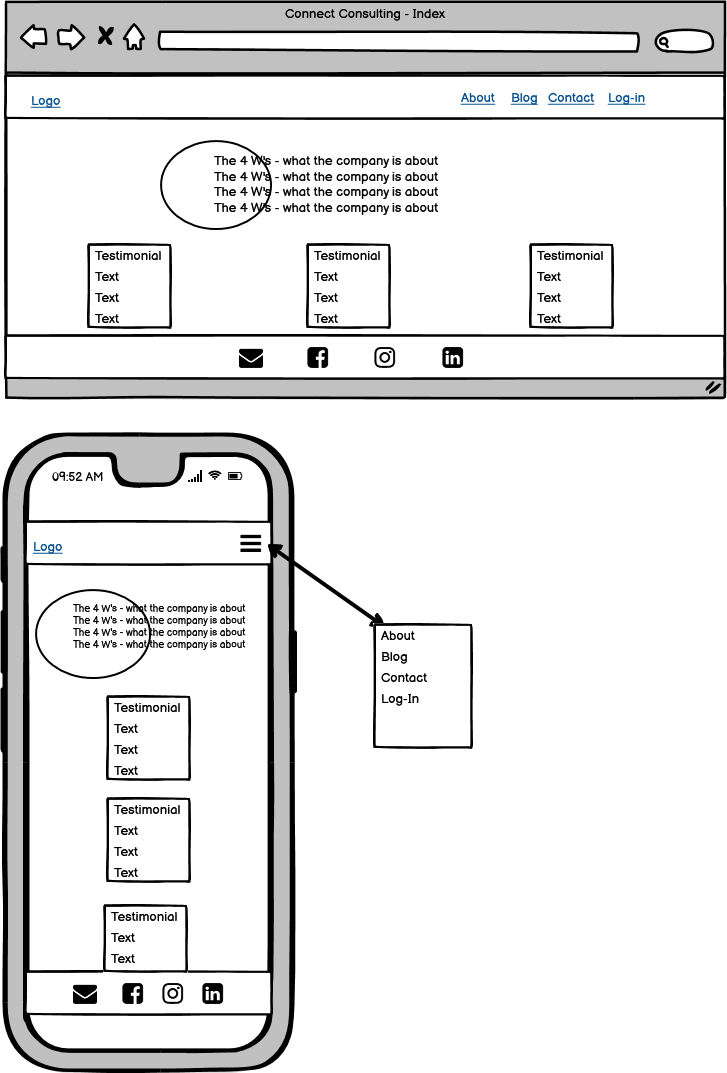 Connect Consulting - Index
Logo
About Blog Contact Log-in
The 4 W's - what the company is about
The 4 W's - what the company is about
The 4 W's - what the company is about
The 4 W's - what the company is about
Testimonial
Text
Text
Text
Testimonial
Text
Text
Text
Testimonial
Text
Text
Text
09:52 AM
Logo
The 4 W's - what the company is about
The 4 W's - what the company is about
The 4 W's - what the company is about
The 4 W's - what the company is about
About
Blog
Contact
Log-In
Testimonial
Text
Text
Text
Testimonial
Text
Text
Text
Testimonial
Text
Text